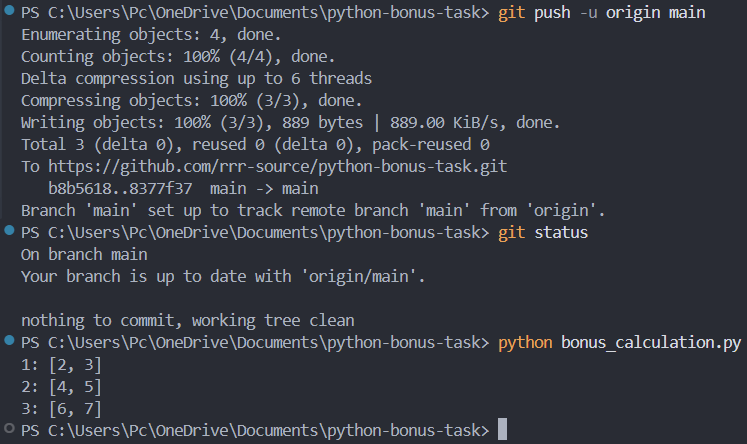 PS C:\Users\Pc\OneDrive\Documents\python-bonus-task> git push -u origin main
Enumerating objects: 4, done.
Counting objects: 100% (4/4), done.
Delta compression using up to 6 threads
Compressing objects: 100% (3/3), done.
Writing objects: 100% (3/3), 889 bytes | 889.00 KiB/s, done.
Total 3 (delta 0), reused 0 (delta 0), pack-reused 0
To https://github.com/rrr-source/python-bonus-task.git
   b8b5618..8377f37  main -> main
Branch 'main' set up to track remote branch 'main' from 'origin'.
PS C:\Users\Pc\OneDrive\Documents\python-bonus-task> git status
On branch main
Your branch is up to date with 'origin/main'.

nothing to commit, working tree clean
PS C:\Users\Pc\OneDrive\Documents\python-bonus-task> python bonus_calculation.py
1: [2, 3]
2: [4, 5]
3: [6, 7]
PS C:\Users\Pc\OneDrive\Documents\python-bonus-task>